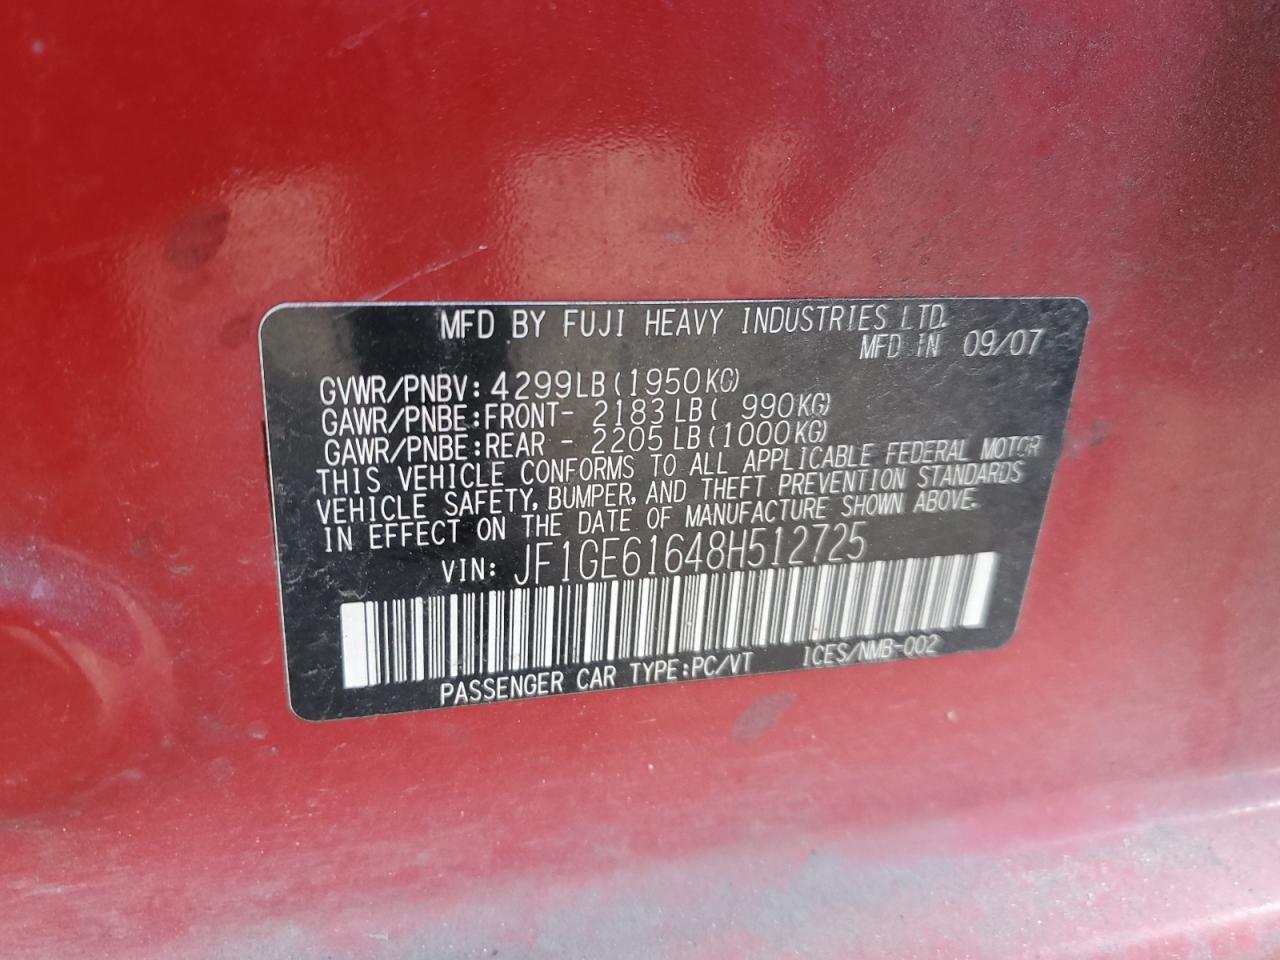 MFD BY FUJI HEAVY INDUSTRIES LTD.
MFD IN 09/07
GVWR/PNBV: 4299LB(1950KG)
GAWR/PNBE:FRONT- 2183LB( 990KG)
GAWR/PNBE:REAR - 2205LB(1000KG)
THIS VEHICLE CONFORMS TO ALL APPLICABLE FEDERAL MOTOR
VEHICLE SAFETY, BUMPER, AND THEFT PREVENTION STANDARDS
IN EFFECT ON THE DATE OF MANUFACTURE SHOWN ABOVE.
VIN: JF1GE61648H512725
PASSENGER CAR TYPE:PC/VT ICES/NMB-002